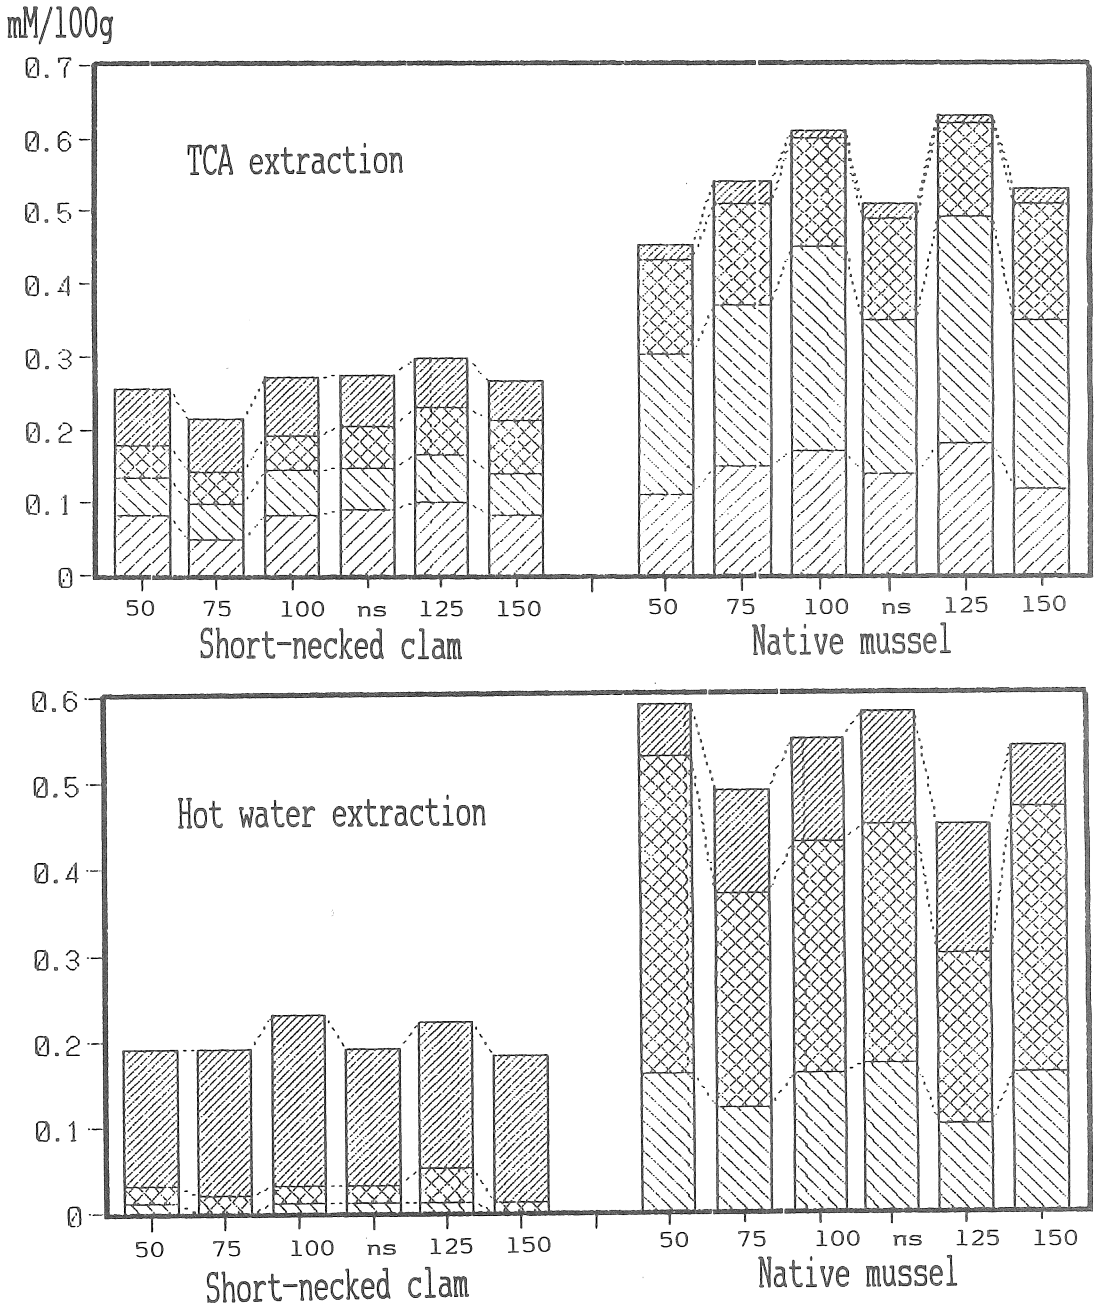 mM/100g
0.7
TCA extraction
0.6
0.5
0.4
0.3
0.2
0.1
0
50 75 100 ns 125 150 50 75 100 ns 125 150
Short-necked clam Native mussel
0.6
0.5
Hot water extraction
0.4
0.3
0.2
0.1
0
50 75 100 ns 125 150 50 75 100 ns 125 150
Short-necked clam Native mussel